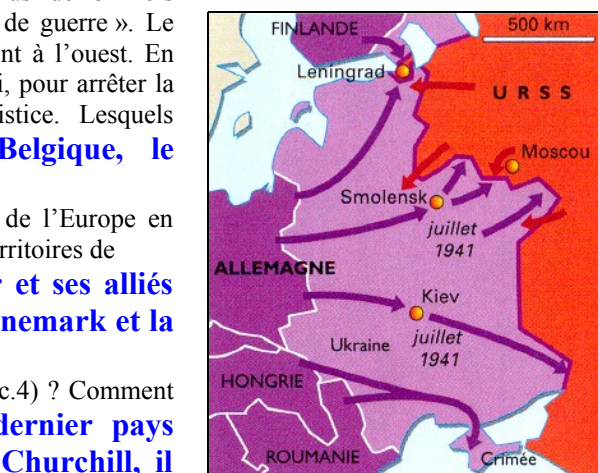 de guerre ». Le
nt à l’ouest. En
i, pour arrêter la
istice. Lesquels
Belgique, le
de l’Europe en
rritoires de
r et ses alliés
nemark et la
c.4) ? Comment
dernier pays
Churchill, il
FINLANDE
500 km
Leningrad
URSS
Moscou
Smolensk
juillet
1941
ALLEMAGNE
Kiev
Ukraine
juillet
1941
HONGRIE
ROUMANIE
Crimée